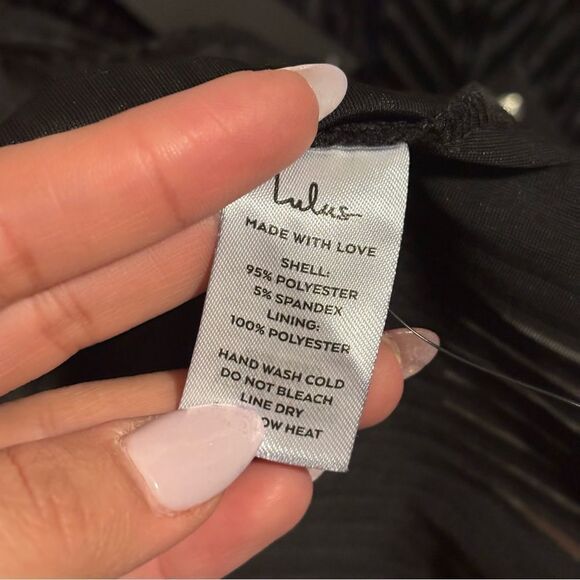 Lulus
MADE WITH LOVE
SHELL:
95% POLYESTER
5% SPANDEX
LINING:
100% POLYESTER
HAND WASH COLD
DO NOT BLEACH
LINE DRY
HEAT